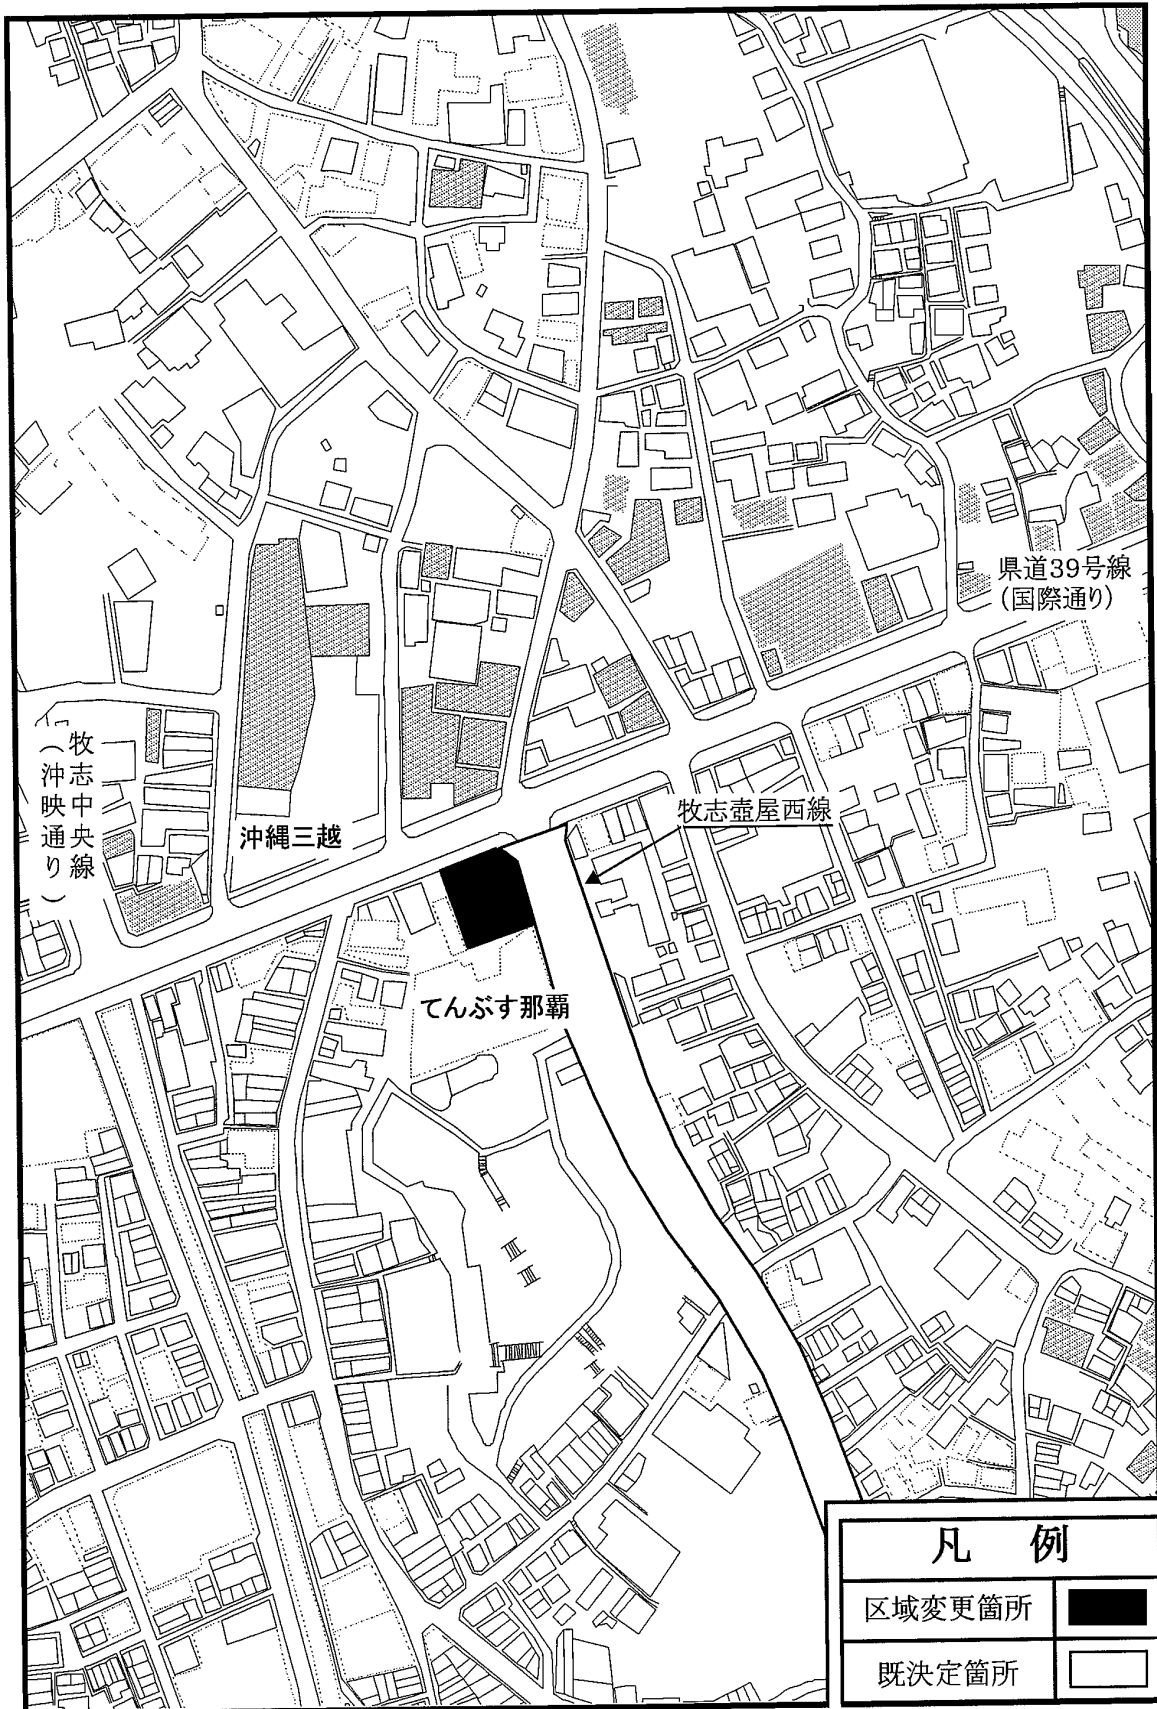 県道39号線
(国際通り)
牧志中央線
(沖映通り)
牧志壺屋西線
沖縄三越
てんぶす那覇
凡 例
区域変更箇所
既決定箇所